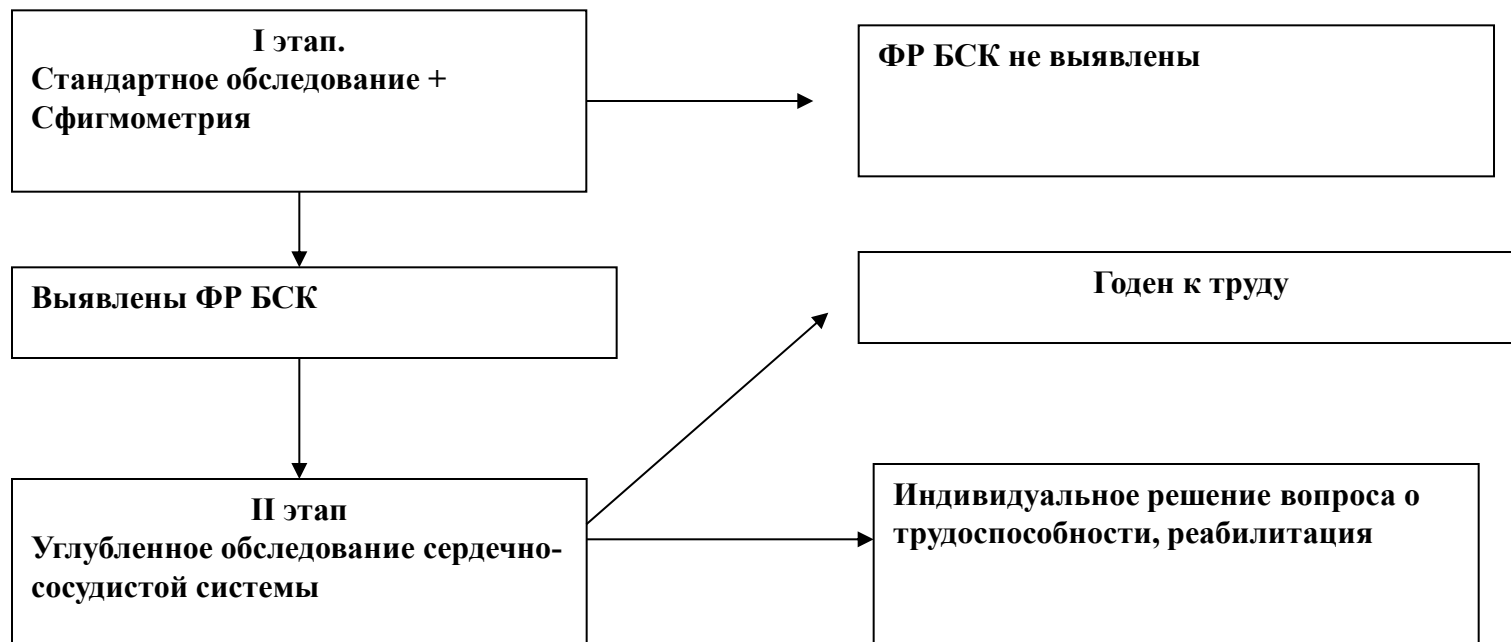 I этап.
Стандартное обследование +
Сфигмометрия
ФР БСК не выявлены
Выявлены ФР БСК
Годен к труду
II этап
Углубленное обследование сердечно-
сосудистой системы
Индивидуальное решение вопроса о
трудоспособности, реабилитация